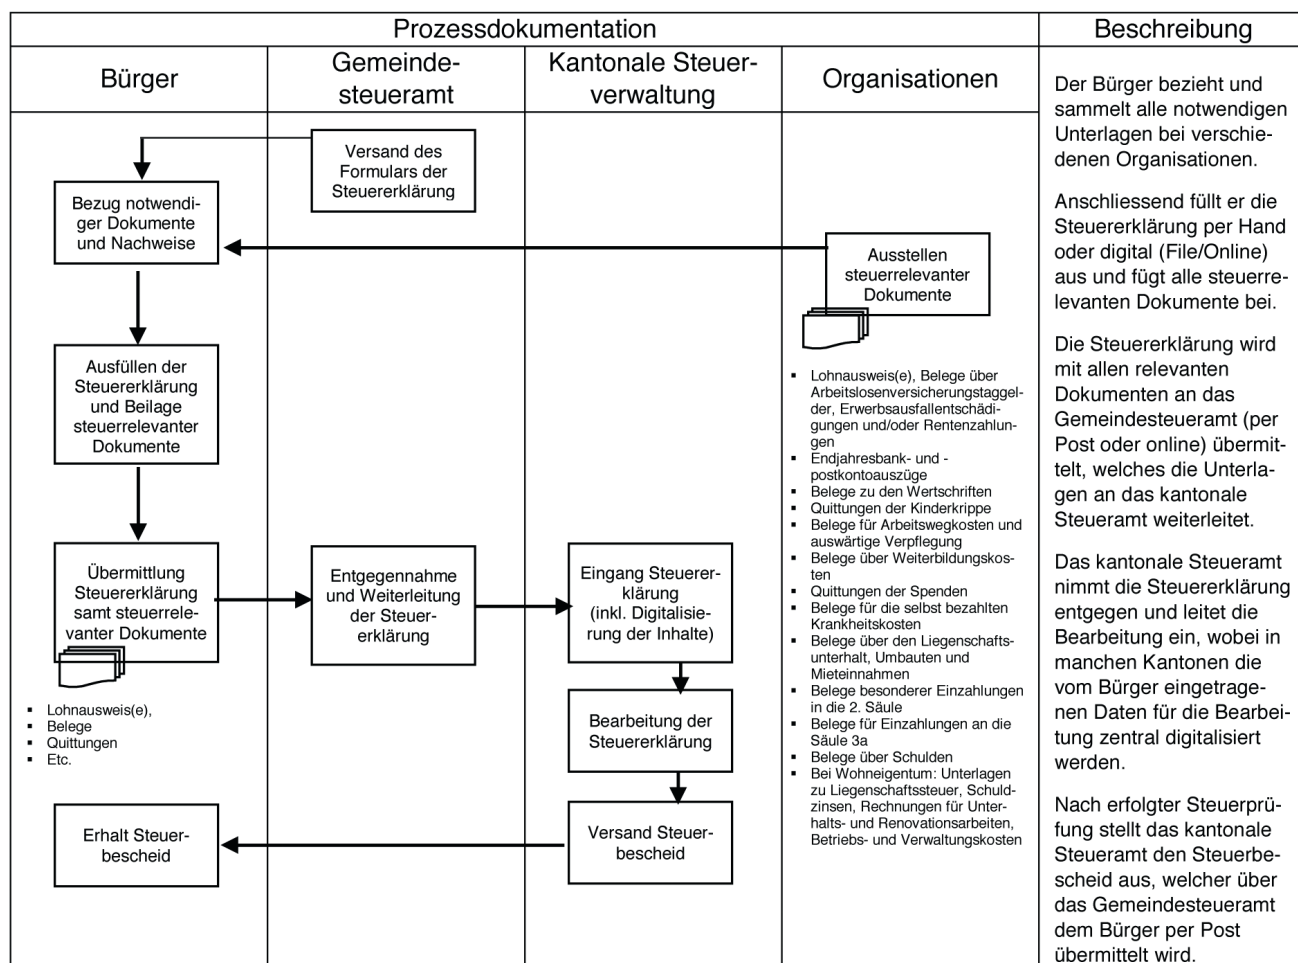 Prozessdokumentation
Beschreibung
Bürger
Gemeinde-
steueramt
Kantonale Steuer-
verwaltung
Organisationen
Versand des
Formulars der
Steuererklärung
Bezug notwendi-
ger Dokumente
und Nachweise
Ausstellen
steuerrelevanter
Dokumente
Ausfüllen der
Steuererklärung
und Beilage
steuerrelevanter
Dokumente
Übermittlung
Steuererklärung
samt steuerrele-
vanter Dokumente
▪ Lohnausweis(e),
▪ Belege
▪ Quittungen
▪ Etc.
Entgegennahme
und Weiterleitung
der Steuer-
erklärung
Eingang Steuerer-
klärung
(inkl. Digitalisie-
rung der Inhalte)
Bearbeitung der
Steuererklärung
Versand Steuer-
bescheid
Erhalt Steuer-
bescheid
▪ Lohnausweis(e), Belege über
Arbeitslosenversicherungstaggel-
der, Erwerbsausfallentschädi-
gungen und/oder Rentenzahlun-
gen
▪ Endjahresbank- und -
postkontoauszüge
▪ Belege zu den Wertschriften
▪ Quittungen der Kinderkrippe
▪ Belege für Arbeitswegkosten und
auswärtige Verpflegung
▪ Belege über Weiterbildungskos-
ten
▪ Quittungen der Spenden
▪ Belege für die selbst bezahlten
Krankheitskosten
▪ Belege über den Liegenschafts-
unterhalt, Umbauten und
Mieteinnahmen
▪ Belege besonderer Einzahlungen
in die 2. Säule
▪ Belege für Einzahlungen an die
Säule 3a
▪ Belege über Schulden
▪ Bei Wohneigentum: Unterlagen
zu Liegenschaftssteuer, Schuld-
zinsen, Rechnungen für Unter-
halts- und Renovationsarbeiten,
Betriebs- und Verwaltungskosten
Der Bürger bezieht und
sammelt alle notwendigen
Unterlagen bei verschie-
denen Organisationen.
Anschliessend füllt er die
Steuererklärung per Hand
oder digital (File/Online)
aus und fügt alle steuerre-
levanten Dokumente bei.
Die Steuererklärung wird
mit allen relevanten
Dokumenten an das
Gemeindesteueramt (per
Post oder online) übermit-
telt, welches die Unterla-
gen an das kantonale
Steueramt weiterleitet.
Das kantonale Steueramt
nimmt die Steuererklärung
entgegen und leitet die
Bearbeitung ein, wobei in
manchen Kantonen die
vom Bürger eingetrage-
nen Daten für die Bearbei-
tung zentral digitalisiert
werden.
Nach erfolgter Steuerprü-
fung stellt das kantonale
Steueramt den Steuerbe-
scheid aus, welcher über
das Gemeindesteueramt
dem Bürger per Post
übermittelt wird.